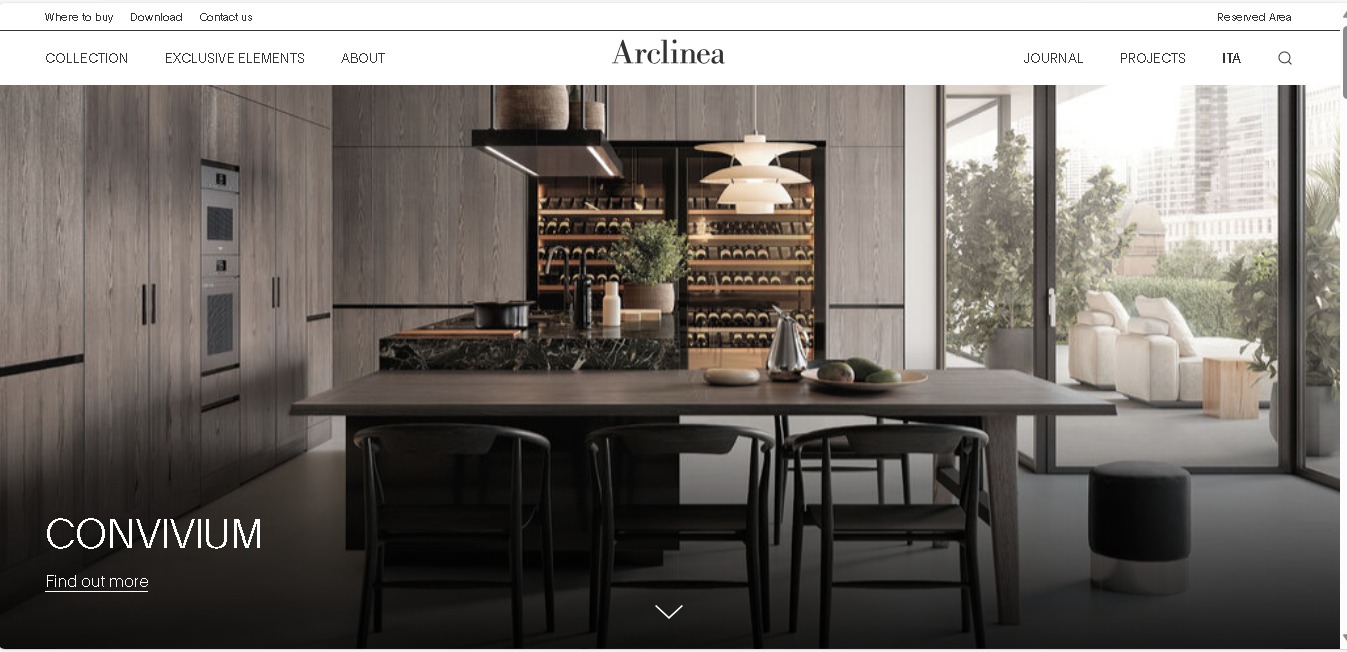 Where to buy Download Contact us Reserved Area
COLLECTION EXCLUSIVE ELEMENTS ABOUT Arclinea JOURNAL PROJECTS ITA
CONVIVIUM
Find out more